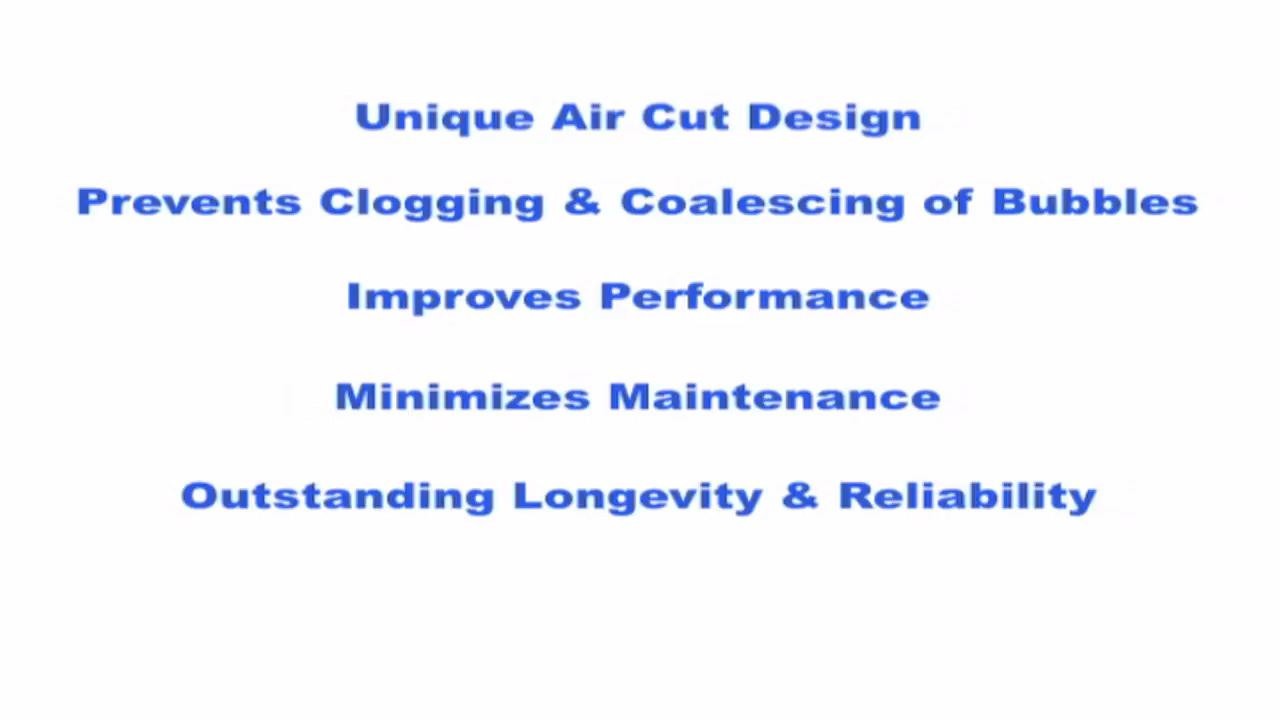 Unique Air Cut Design
Prevents Clogging & Coalescing of Bubbles
Improves Performance
Minimizes Maintenance
Outstanding Longevity & Reliability